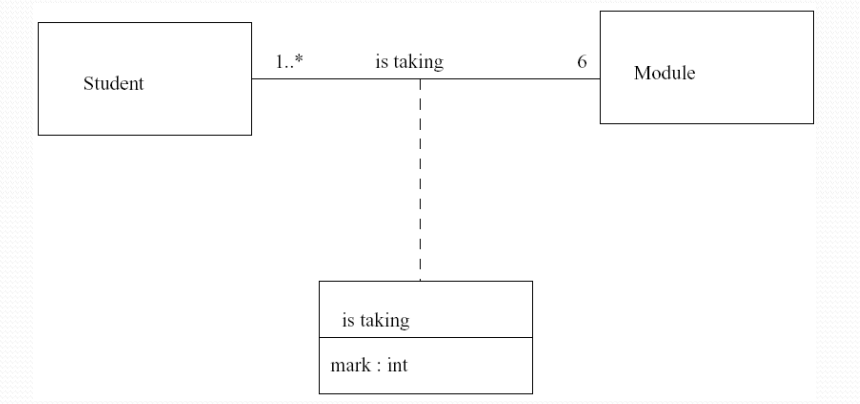 Student
1..*
is taking
6
Module
is taking
mark : int